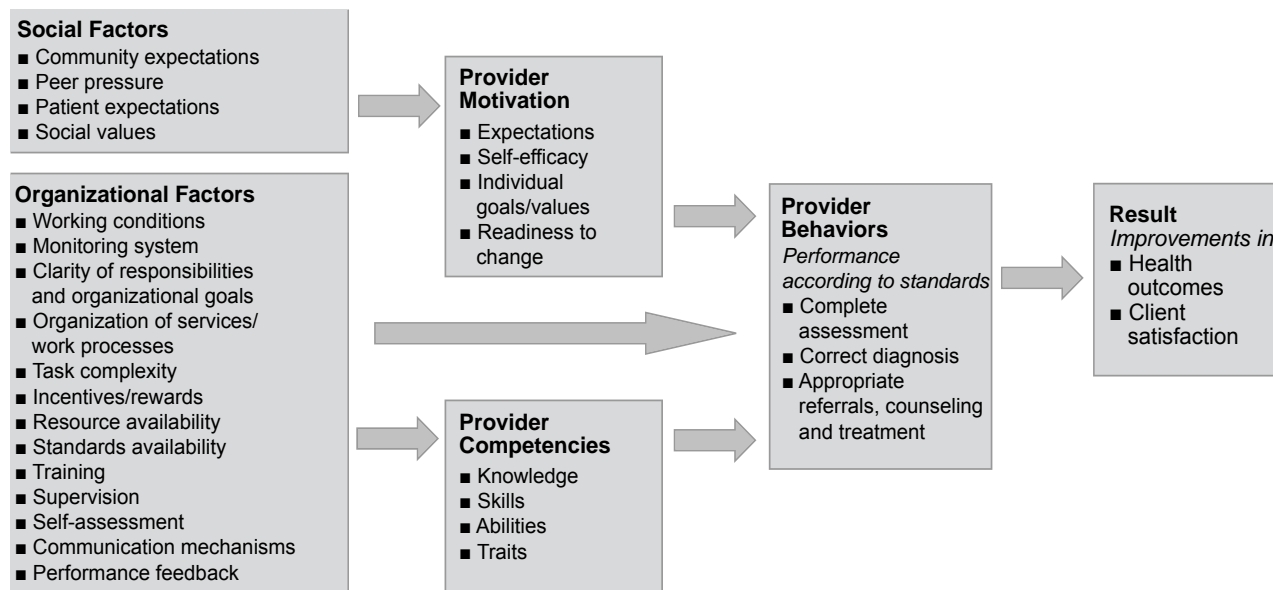 Social Factors
■ Community expectations
■ Peer pressure
■ Patient expectations
■ Social values
Organizational Factors
■ Working conditions
■ Monitoring system
■ Clarity of responsibilities
and organizational goals
■ Organization of services/
work processes
■ Task complexity
■ Incentives/rewards
■ Resource availability
■ Standards availability
■ Training
■ Supervision
■ Self-assessment
■ Communication mechanisms
■ Performance feedback
Provider
Motivation
■ Expectations
■ Self-efficacy
■ Individual
goals/values
■ Readiness to
change
Provider
Competencies
■ Knowledge
■ Skills
■ Abilities
■ Traits
Provider
Behaviors
Performance
according to standards
■ Complete
assessment
■ Correct diagnosis
■ Appropriate
referrals, counseling
and treatment
Result
Improvements in
■ Health
outcomes
■ Client
satisfaction